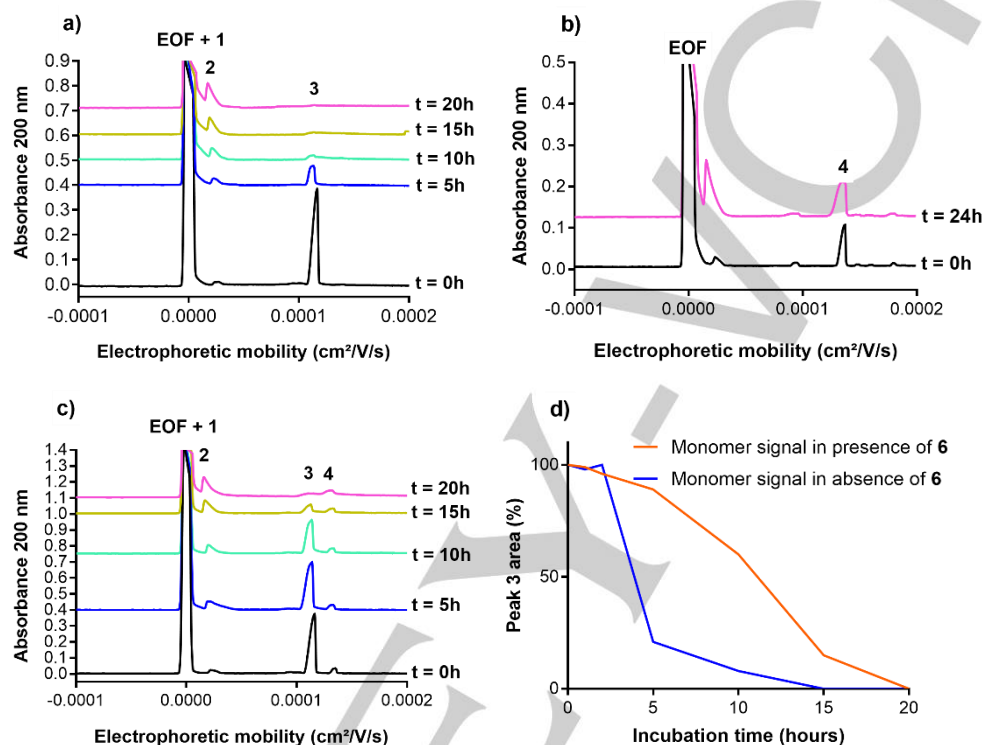 a)
EOF + 1
2
3
Absorbance 200 nm
0.9
0.8
0.7
0.6
0.5
0.4
0.3
0.2
0.1
0.0
t = 20h
t = 15h
t = 10h
t = 5h
t = 0h
-0.0001 0.0000 0.0001 0.0002
Electrophoretic mobility (cm²/V/s)
b)
EOF
4
Absorbance 200 nm
0.5
0.4
0.3
0.2
0.1
0.0
t = 24h
t = 0h
-0.0001 0.0000 0.0001 0.0002
Electrophoretic mobility (cm²/V/s)
c)
EOF + 1
2
3 4
Absorbance 200 nm
1.4
1.3
1.2
1.1
1.0
0.9
0.8
0.7
0.6
0.5
0.4
0.3
0.2
0.1
0.0
t = 20h
t = 15h
t = 10h
t = 5h
t = 0h
-0.0001 0.0000 0.0001 0.0002
Electrophoretic mobility (cm²/V/s)
d)
Monomer signal in presence of 6
Monomer signal in absence of 6
Peak 3 area (%)
100
50
0
0 5 10 15 20
Incubation time (hours)